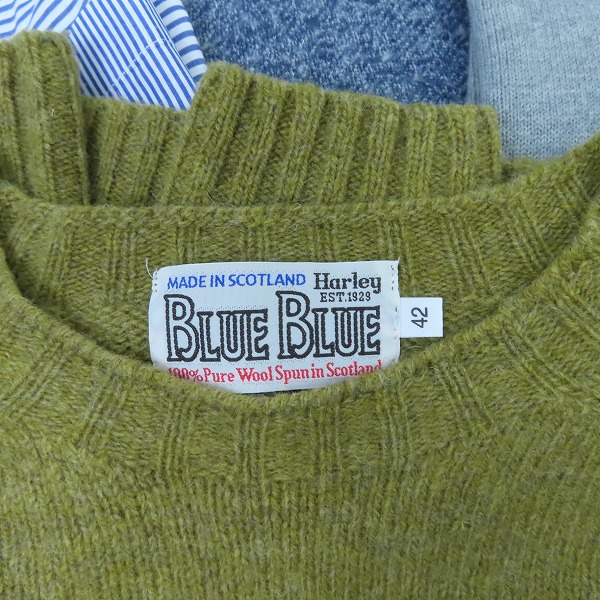 MADE IN SCOTLAND Harley
EST.1929
BLUE BLUE
100% Pure Wool Spun in Scotland
42